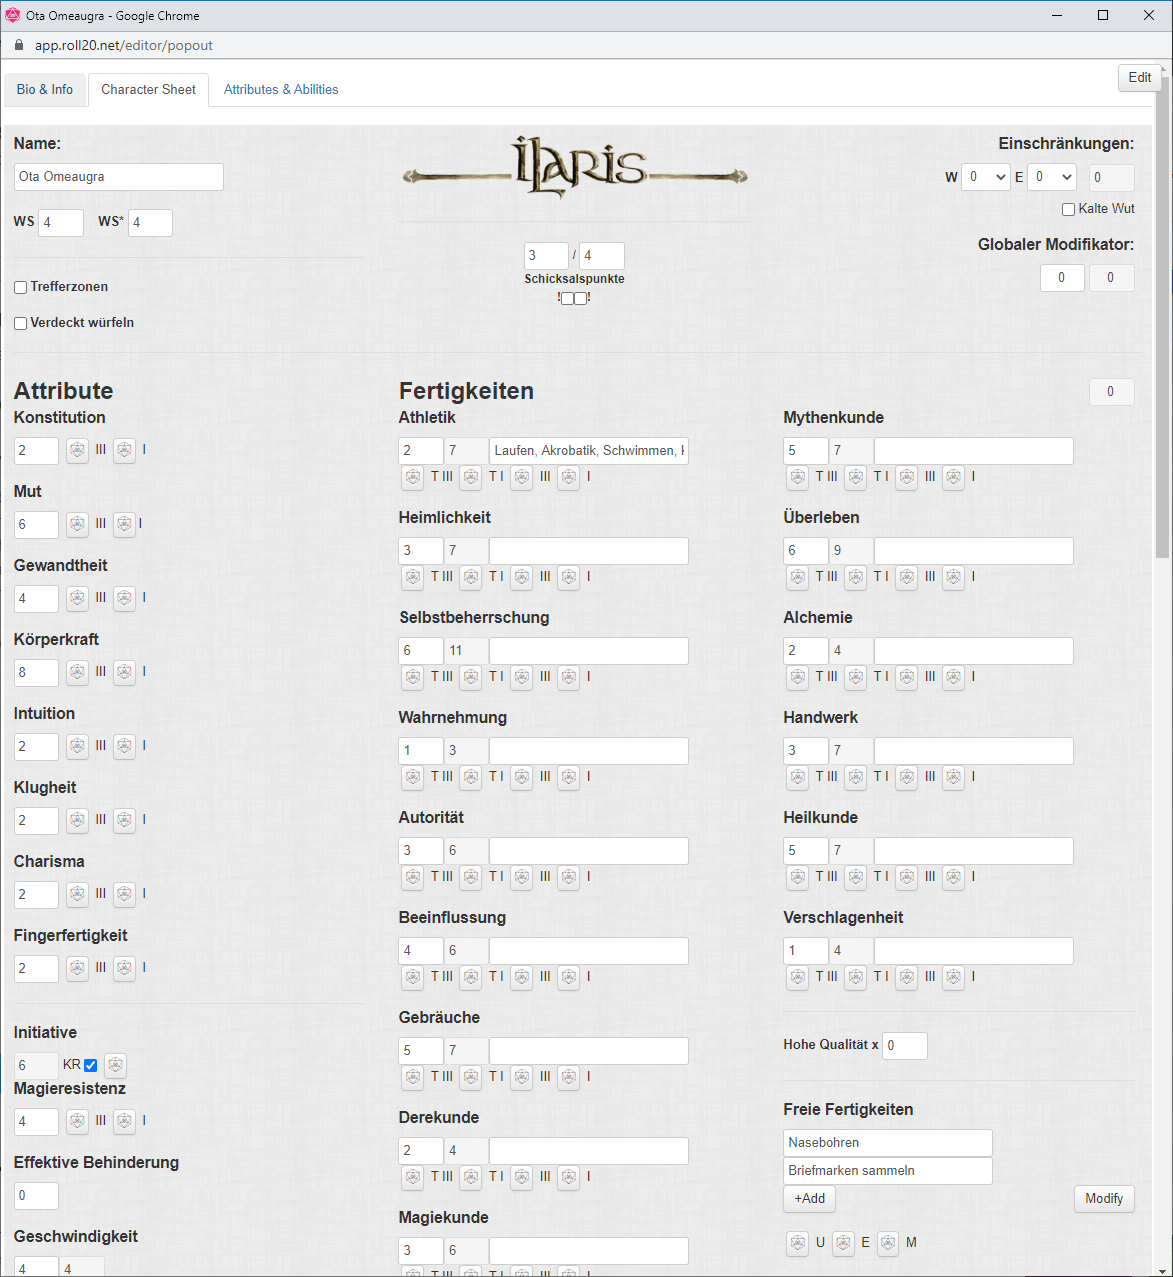 Ota Omeaugra - Google Chrome
app.roll20.net/editor/popout
Bio & Info
Character Sheet
Attributes & Abilities
Edit
Name:
Ota Omeaugra
WS 4 WS* 4
Trefferzonen
Verdeckt würfeln
ILARIS
3 / 4
Schicksalspunkte
! !
Einschränkungen:
W 0 E 0 0
Kalte Wut
Globaler Modifikator:
0 0
Attribute
Konstitution
2 III I
Mut
6 III I
Gewandtheit
4 III I
Körperkraft
8 III I
Intuition
2 III I
Klugheit
2 III I
Charisma
2 III I
Fingerfertigkeit
2 III I
Initiative
6 KR
Magieresistenz
4 III I
Effektive Behinderung
0
Geschwindigkeit
4 4
Fertigkeiten
0
Athletik
2 7 Laufen, Akrobatik, Schwimmen,
T III T I III I
Heimlichkeit
3 7
T III T I III I
Selbstbeherrschung
6 11
T III T I III I
Wahrnehmung
1 3
T III T I III I
Autorität
3 6
T III T I III I
Beeinflussung
4 6
T III T I III I
Gebräuche
5 7
T III T I III I
Derekunde
2 4
T III T I III I
Magiekunde
3 6
T III T I III I
Mythenkunde
5 7
T III T I III I
Überleben
6 9
T III T I III I
Alchemie
2 4
T III T I III I
Handwerk
3 7
T III T I III I
Heilkunde
5 7
T III T I III I
Verschlagenheit
1 4
T III T I III I
Hohe Qualität x 0
Freie Fertigkeiten
Nasebohren
Briefmarken sammeln
+Add
Modify
U E M